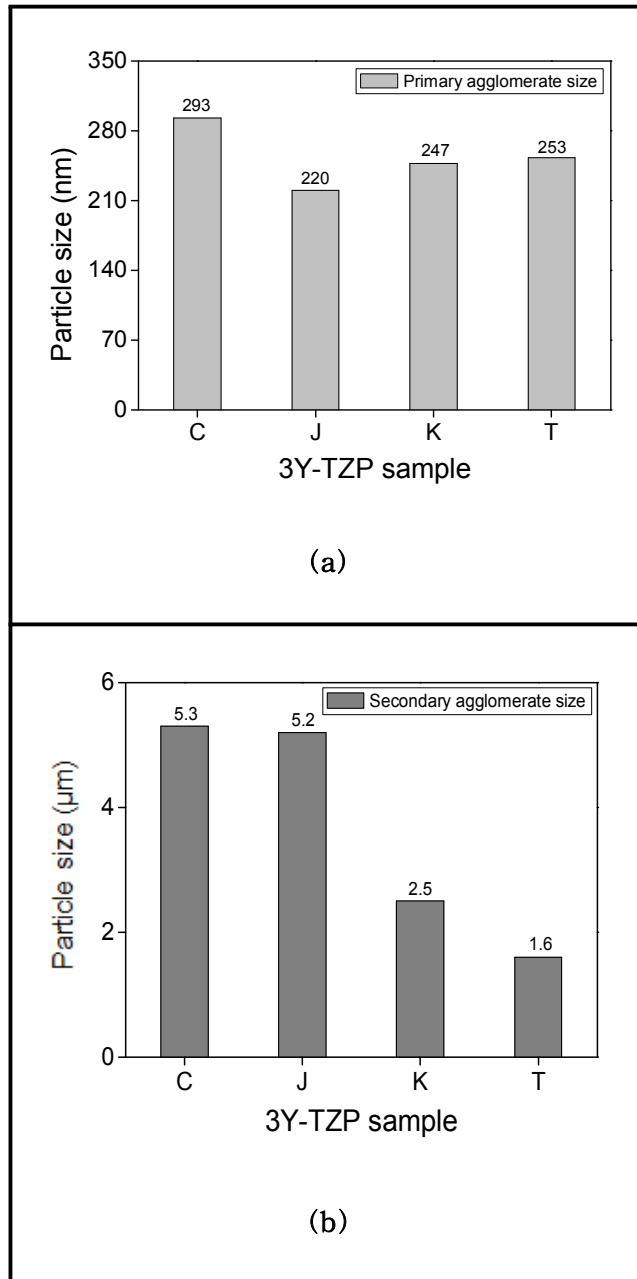 350
Primary agglomerate size
293
280
253
247
220
210
140
70
0
C J K T
Particle size (nm)
3Y-TZP sample
(a)
6
Secondary agglomerate size
5.3
5.2
4
2.5
2
1.6
0
C J K T
Particle size (µm)
3Y-TZP sample
(b)